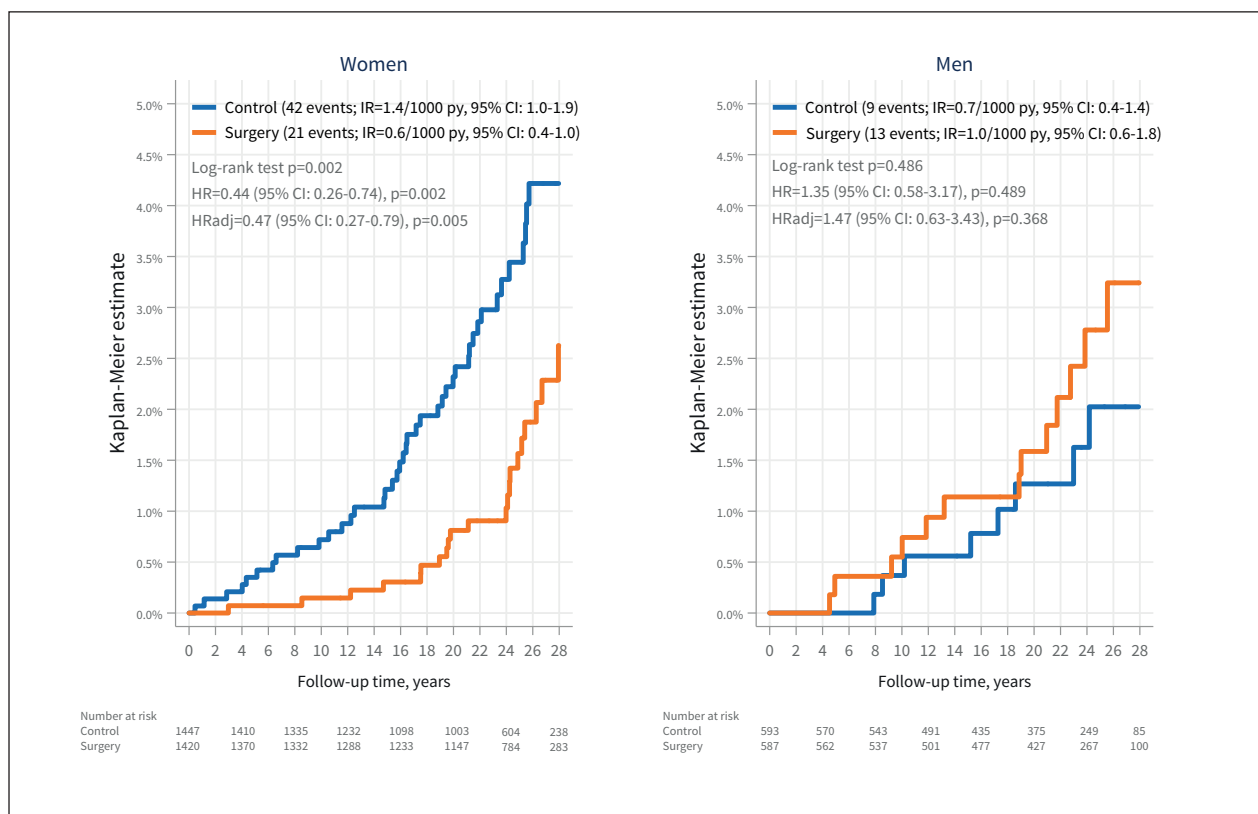 Women
Control (42 events; IR=1.4/1000 py, 95% CI: 1.0-1.9)
Surgery (21 events; IR=0.6/1000 py, 95% CI: 0.4-1.0)
Log-rank test p=0.002
HR=0.44 (95% CI: 0.26-0.74), p=0.002
HRadj=0.47 (95% CI: 0.27-0.79), p=0.005
Kaplan-Meier estimate
5.0%
4.5%
4.0%
3.5%
3.0%
2.5%
2.0%
1.5%
1.0%
0.5%
0.0%
0 2 4 6 8 10 12 14 16 18 20 22 24 26 28
Follow-up time, years
Number at risk
Control 1447 1410 1335 1232 1098 1003 604 238
Surgery 1420 1370 1332 1288 1233 1147 784 283
Men
Control (9 events; IR=0.7/1000 py, 95% CI: 0.4-1.4)
Surgery (13 events; IR=1.0/1000 py, 95% CI: 0.6-1.8)
Log-rank test p=0.486
HR=1.35 (95% CI: 0.58-3.17), p=0.489
HRadj=1.47 (95% CI: 0.63-3.43), p=0.368
Kaplan-Meier estimate
5.0%
4.5%
4.0%
3.5%
3.0%
2.5%
2.0%
1.5%
1.0%
0.5%
0.0%
0 2 4 6 8 10 12 14 16 18 20 22 24 26 28
Follow-up time, years
Number at risk
Control 593 570 543 491 435 375 249 85
Surgery 587 562 537 501 477 427 267 100